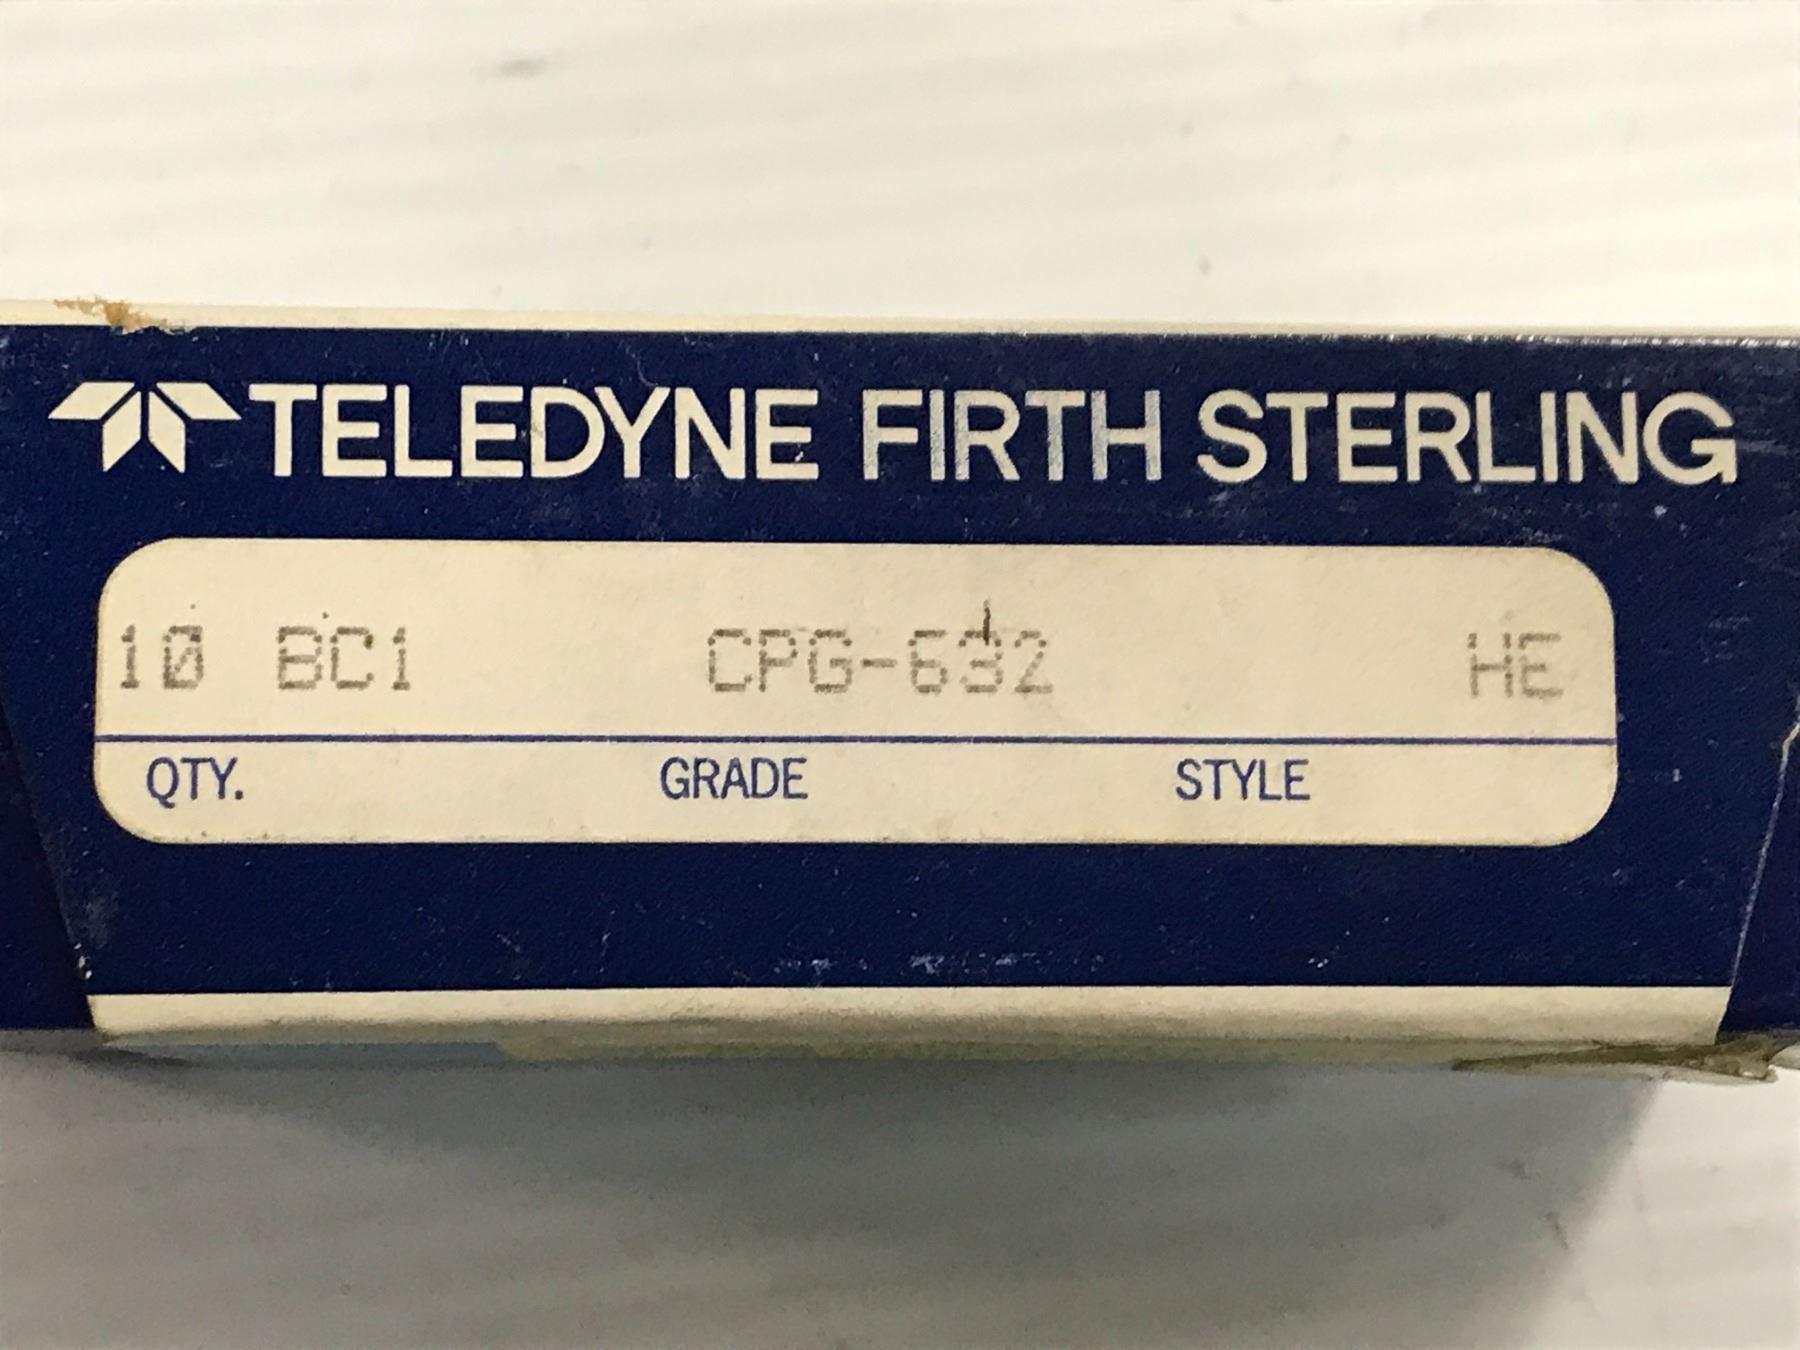 TELEDYNE FIRTH STERLING
10 BC1 CPG-632 HE
QTY. GRADE STYLE